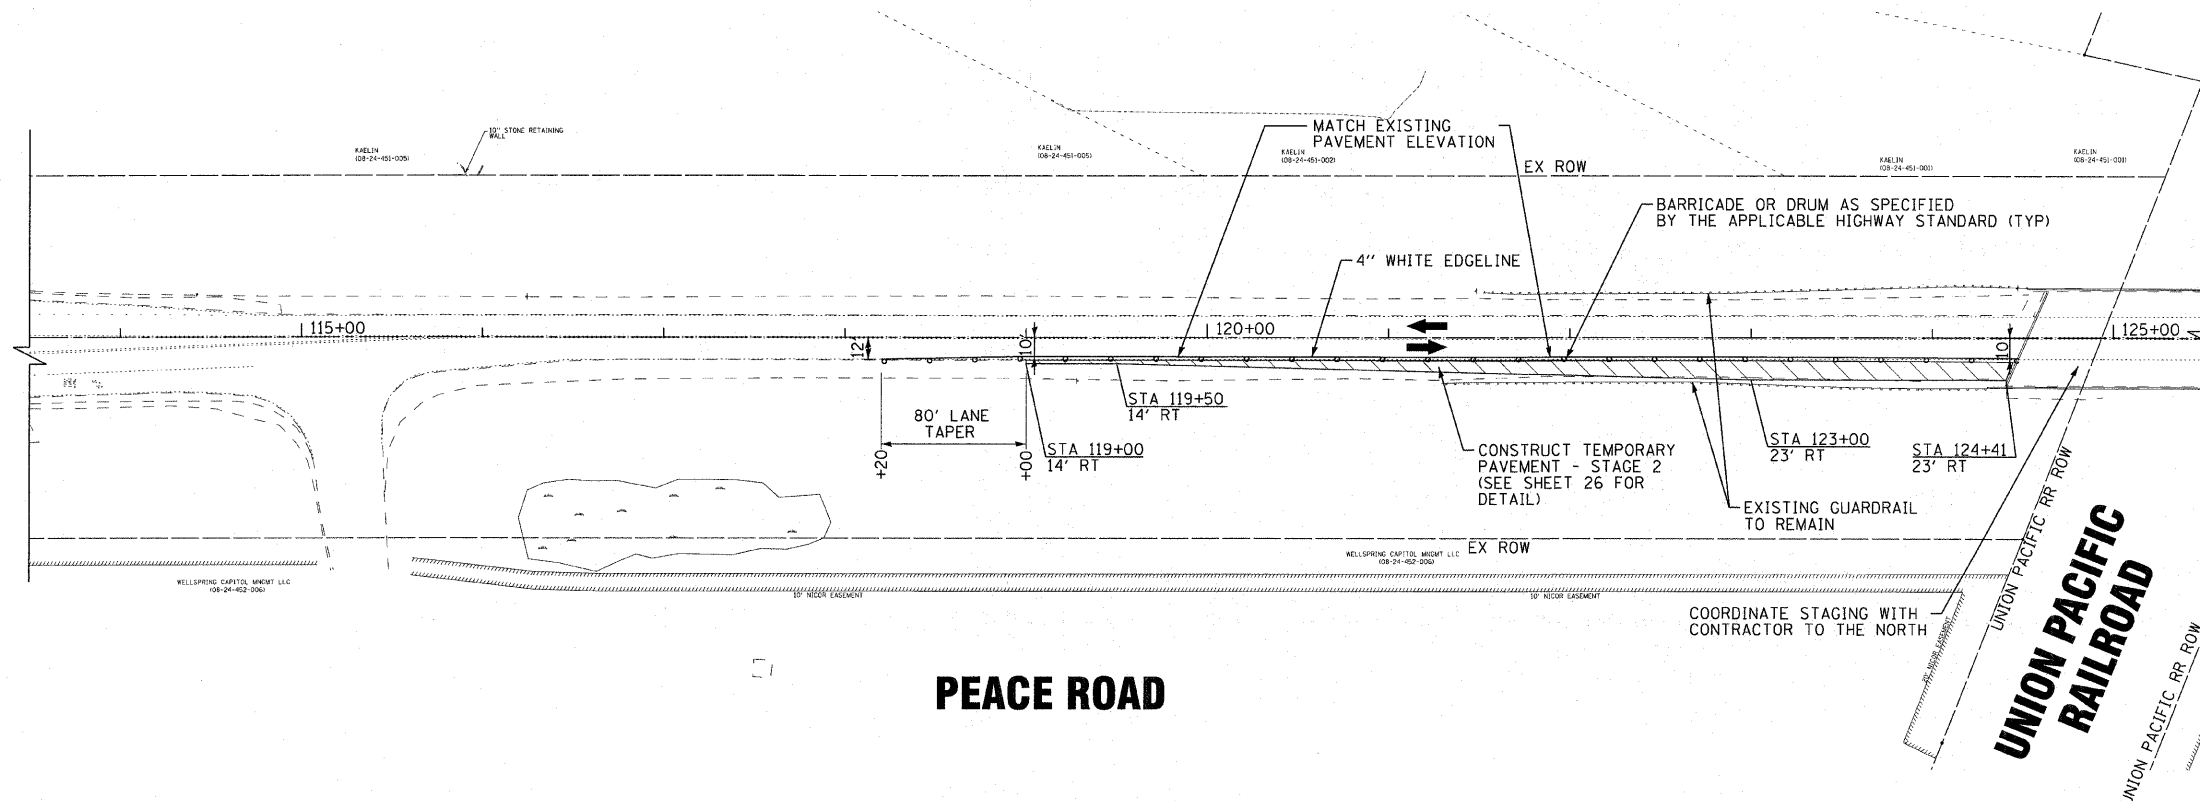 10" STONE RETAINING
WALL
KAELIN
(08-24-451-005)
KAELIN
(08-24-451-005)
MATCH EXISTING
PAVEMENT ELEVATION
KAELIN
(08-24-451-002)
EX ROW
KAELIN
(08-24-451-001)
KAELIN
(08-24-451-001)
BARRICADE OR DRUM AS SPECIFIED
BY THE APPLICABLE HIGHWAY STANDARD (TYP)
4" WHITE EDGELINE
115+00
120+00
125+00
12'
10'
10'
80' LANE
TAPER
+20
+00
STA 119+00
14' RT
STA 119+50
14' RT
CONSTRUCT TEMPORARY
PAVEMENT - STAGE 2
(SEE SHEET 26 FOR
DETAIL)
STA 123+00
23' RT
STA 124+41
23' RT
EXISTING GUARDRAIL
TO REMAIN
EX ROW
WELLSPRING CAPITOL MNGMT LLC
(08-24-452-006)
WELLSPRING CAPITOL MNGMT LLC
(08-24-452-006)
10' NICOR EASEMENT
10' NICOR EASEMENT
COORDINATE STAGING WITH
CONTRACTOR TO THE NORTH
NICOR EASEMENT
UNION PACIFIC RR ROW
UNION PACIFIC
RAILROAD
UNION PACIFIC RR ROW
PEACE ROAD